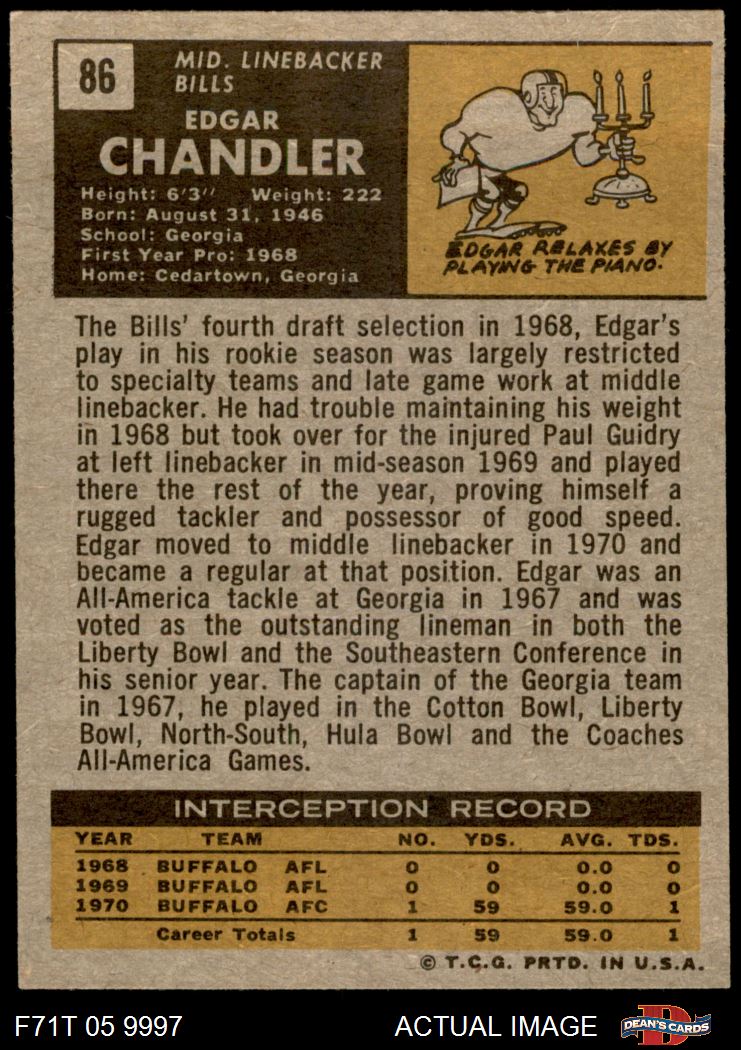 86
MID. LINEBACKER
BILLS
EDGAR
CHANDLER
Height: 6'3'' Weight: 222
Born: August 31, 1946
School: Georgia
First Year Pro: 1968
Home: Cedartown, Georgia
EDGAR RELAXES BY
PLAYING THE PIANO.
The Bills' fourth draft selection in 1968, Edgar's
play in his rookie season was largely restricted
to specialty teams and late game work at middle
linebacker. He had trouble maintaining his weight
in 1968 but took over for the injured Paul Guidry
at left linebacker in mid-season 1969 and played
there the rest of the year, proving himself a
rugged tackler and possessor of good speed.
Edgar moved to middle linebacker in 1970 and
became a regular at that position. Edgar was an
All-America tackle at Georgia in 1967 and was
voted as the outstanding lineman in both the
Liberty Bowl and the Southeastern Conference in
his senior year. The captain of the Georgia team
in 1967, he played in the Cotton Bowl, Liberty
Bowl, North-South, Hula Bowl and the Coaches
All-America Games.
INTERCEPTION RECORD
YEAR TEAM NO. YDS. AVG. TDS.
1968 BUFFALO AFL 0 0 0.0 0
1969 BUFFALO AFL 0 0 0.0 0
1970 BUFFALO AFC 1 59 59.0 1
Career Totals 1 59 59.0 1
© T.C.G. PRTD. IN U.S.A.
F71T 05 9997 ACTUAL IMAGE D DEAN'S CARDS